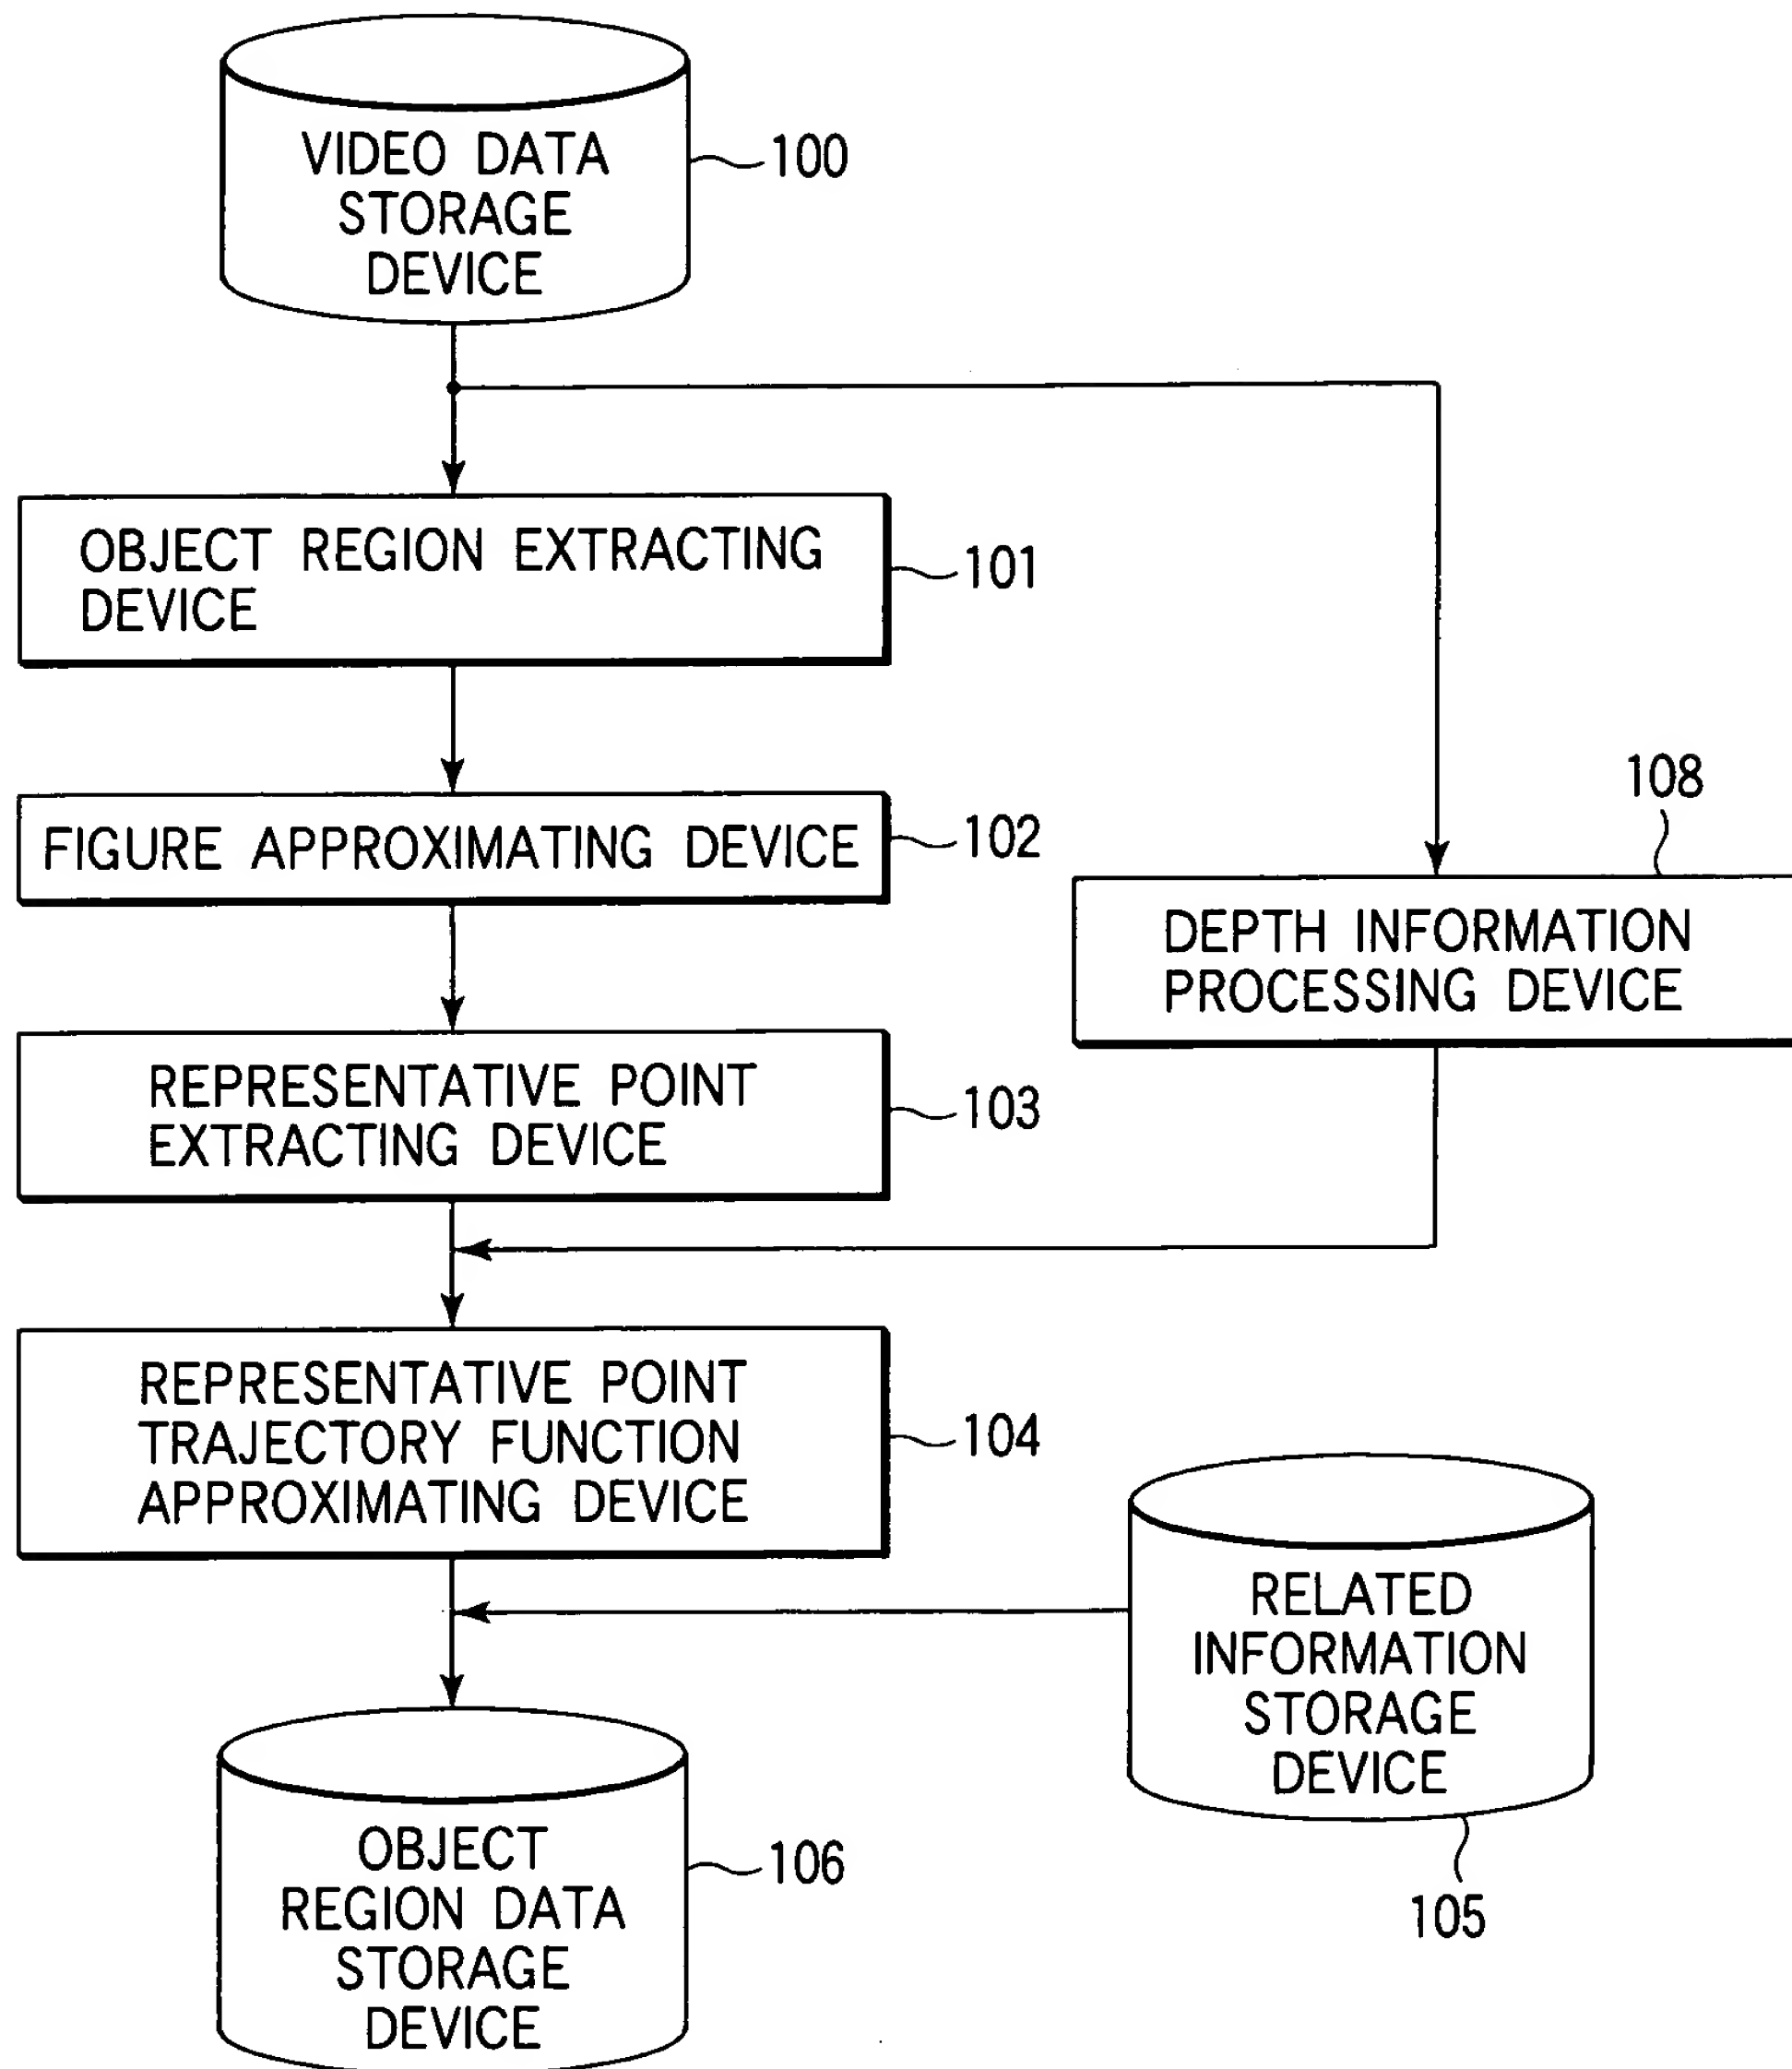 VIDEO DATA
STORAGE
DEVICE
100
OBJECT REGION EXTRACTING
DEVICE
101
FIGURE APPROXIMATING DEVICE
102
108
DEPTH INFORMATION
PROCESSING DEVICE
REPRESENTATIVE POINT
EXTRACTING DEVICE
103
REPRESENTATIVE POINT
TRAJECTORY FUNCTION
APPROXIMATING DEVICE
104
RELATED
INFORMATION
STORAGE
DEVICE
105
OBJECT
REGION DATA
STORAGE
DEVICE
106